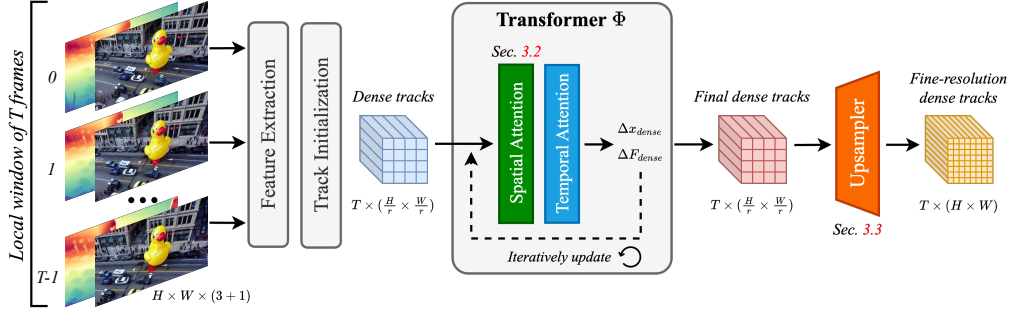 Local window of T frames
0
1
T-1
H × W × (3 + 1)
Feature Extraction
Track Initialization
Dense tracks
T × (H/r × W/r)
Transformer Φ
Sec. 3.2
Spatial Attention
Temporal Attention
Δx_dense
ΔF_dense
Iteratively update
Final dense tracks
T × (H/r × W/r)
Upsampler
Sec. 3.3
Fine-resolution
dense tracks
T × (H × W)